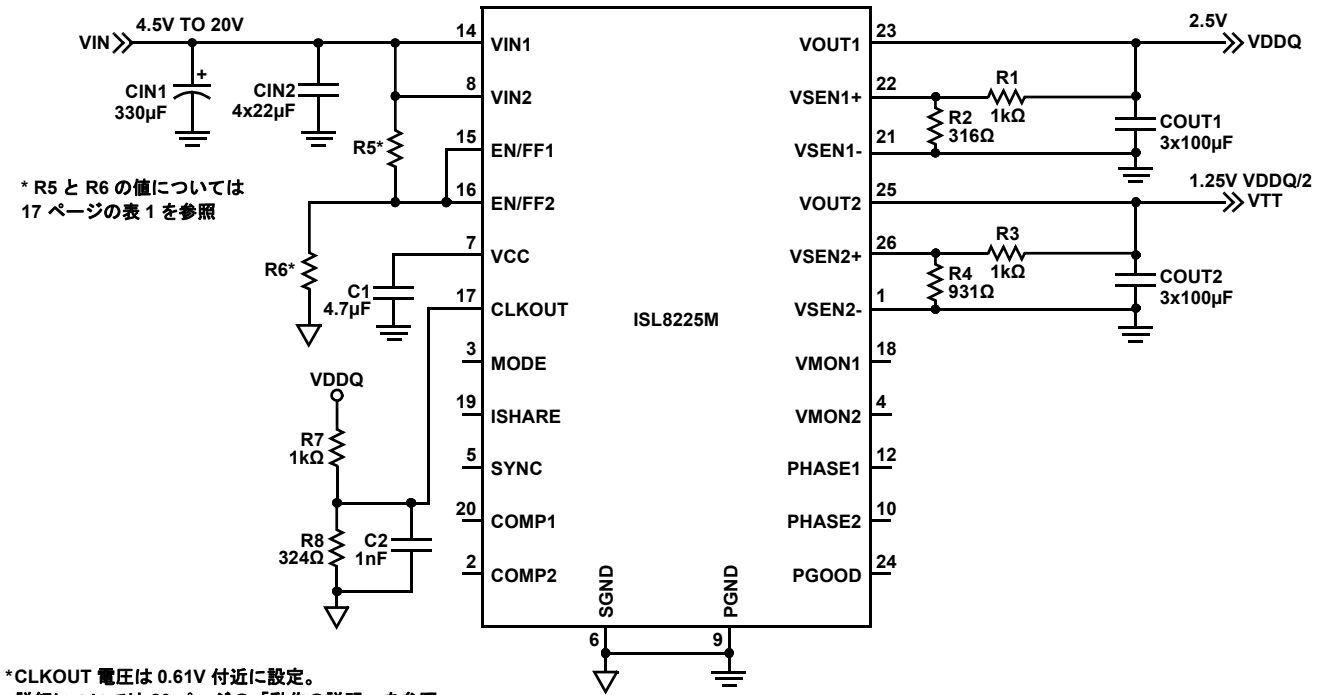 4.5V TO 20V
VIN
CIN1
330µF
+
CIN2
4x22µF
R5*
* R5 と R6 の値については
17 ページの表 1 を参照
R6*
C1
4.7µF
VDDQ
R7
1kΩ
R8
324Ω
C2
1nF
14
VIN1
8
VIN2
15
EN/FF1
16
EN/FF2
7
VCC
17
CLKOUT
3
MODE
19
ISHARE
5
SYNC
20
COMP1
2
COMP2
ISL8225M
SGND
PGND
6
9
VOUT1
23
VSEN1+
22
VSEN1-
21
VOUT2
25
VSEN2+
26
VSEN2-
1
VMON1
18
VMON2
4
PHASE1
12
PHASE2
10
PGOOD
24
2.5V
VDDQ
R1
1kΩ
R2
316Ω
COUT1
3x100µF
1.25V VDDQ/2
VTT
R3
1kΩ
R4
931Ω
COUT2
3x100µF
*CLKOUT 電圧は 0.61V 付近に設定。